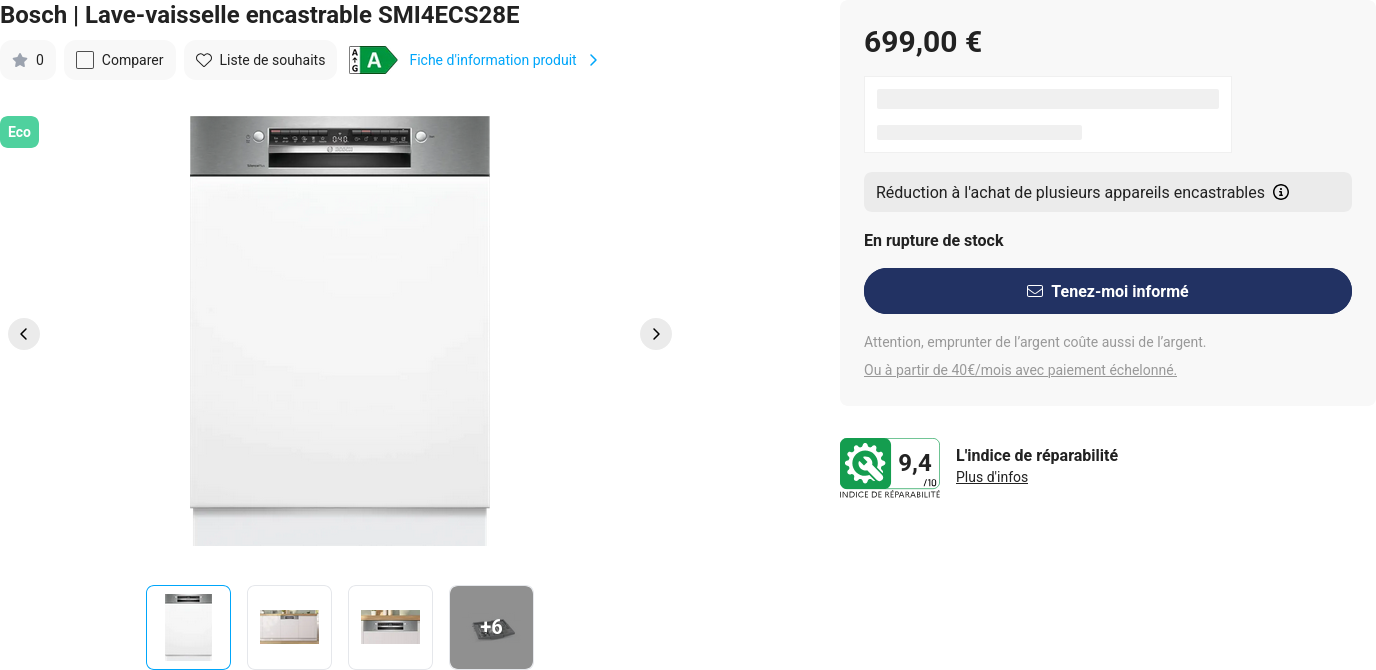 Bosch | Lave-vaisselle encastrable SMI4ECS28E
0
Comparer
Liste de souhaits
A
G
A
Fiche d'information produit
Eco
BOSCH
+6
699,00 €
Réduction à l'achat de plusieurs appareils encastrables
En rupture de stock
Tenez-moi informé
Attention, emprunter de l’argent coûte aussi de l’argent.
Ou à partir de 40€/mois avec paiement échelonné.
9,4
/10
INDICE DE RÉPARABILITÉ
L'indice de réparabilité
Plus d'infos